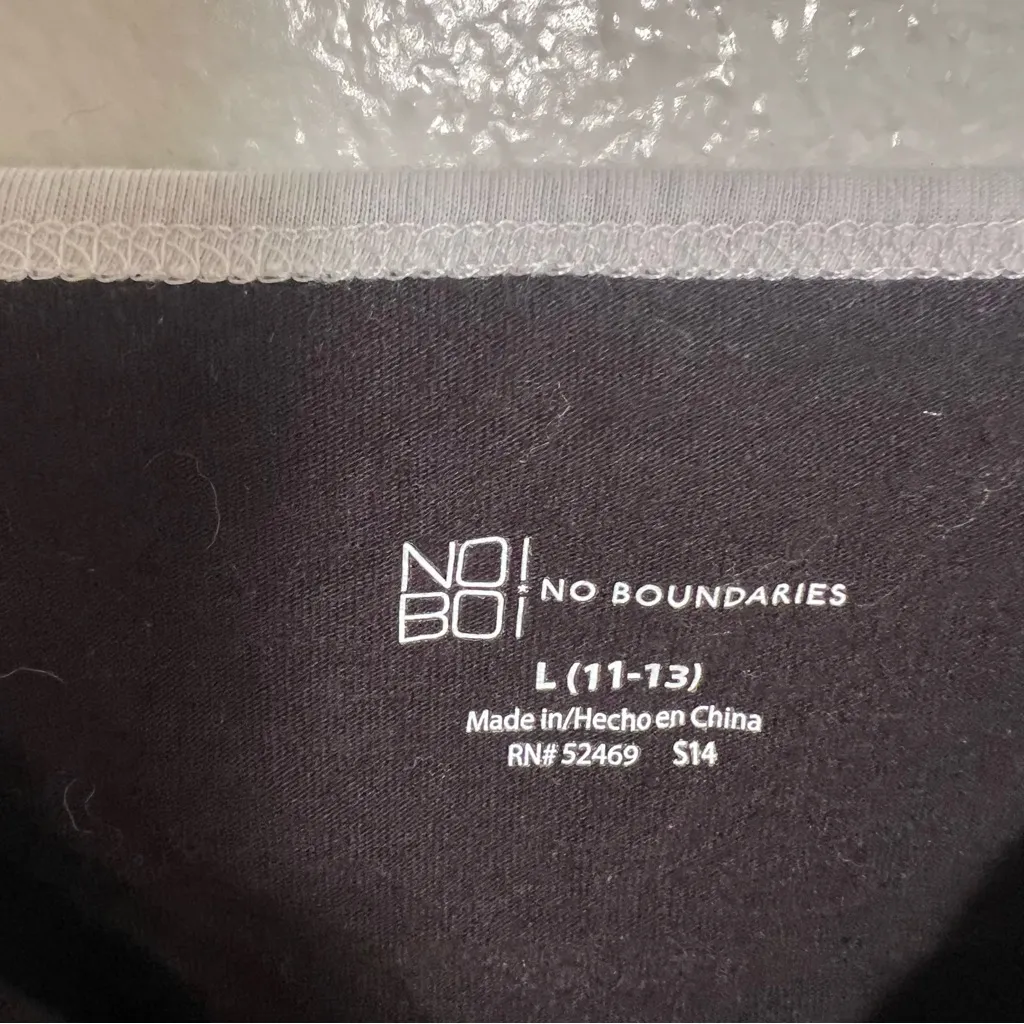 NO!
BO! NO BOUNDARIES
L (11-13)
Made in/Hecho en China
RN# 52469 S14